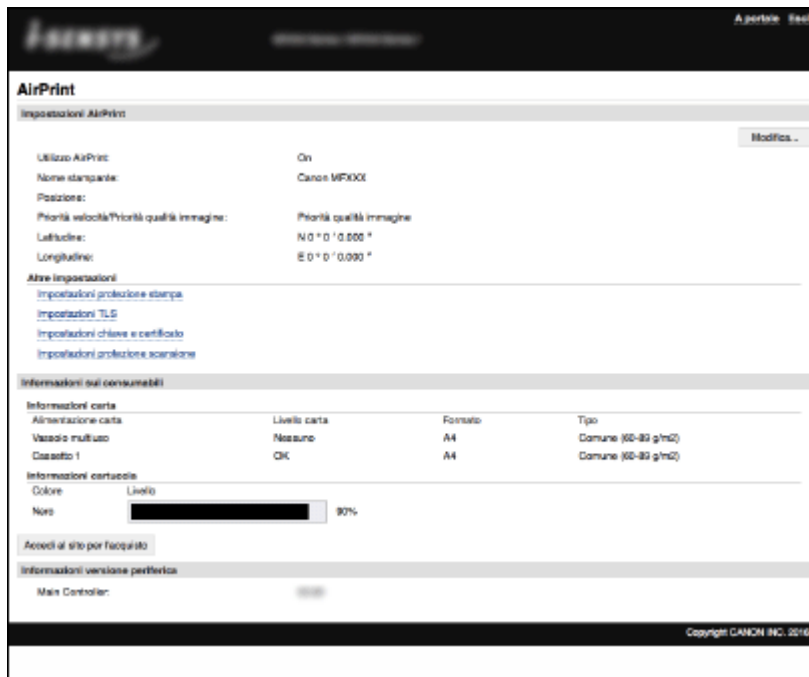 i-SENSYS
A portale
AirPrint
Impostazioni AirPrint
Modifica...
Utilizzo AirPrint: On
Nome stampante: Canon MFXXX
Posizione:
Priorità velocità/Priorità qualità immagine: Priorità qualità immagine
Latitudine: N 0 ° 0 ' 0.000 "
Longitudine: E 0 ° 0 ' 0.000 "
Altre impostazioni
Impostazioni protezione stampa
Impostazioni TLS
Impostazioni chiave e certificato
Impostazioni protezione scansione
Informazioni sui consumabili
Informazioni carta
Alimentazione carta Livello carta Formato Tipo
Vassoio multiuso Nessuno A4 Comune (60-89 g/m2)
Cassetto 1 OK A4 Comune (60-89 g/m2)
Informazioni cartuccia
Colore Livello
Nero 90%
Accedi al sito per l'acquisto
Informazioni versione periferica
Main Controller:
Copyright CANON INC. 2016